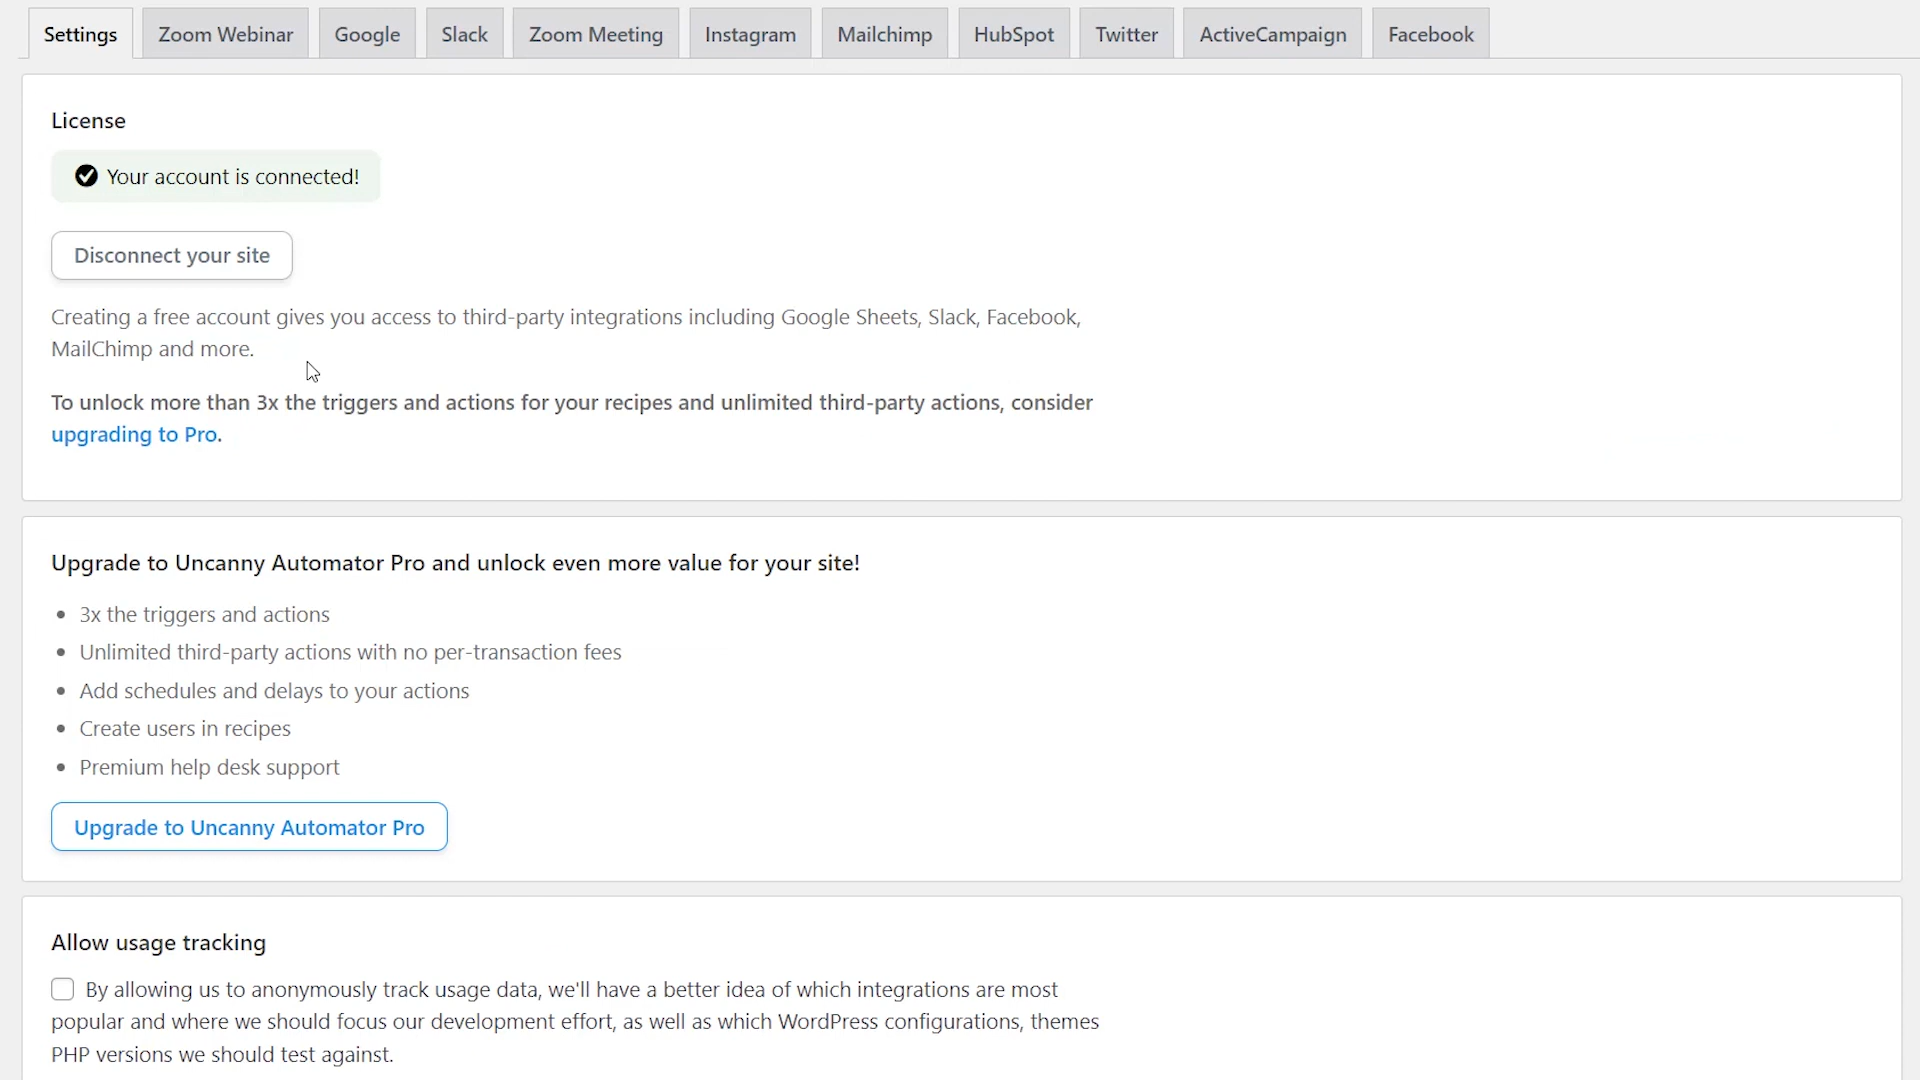 Settings
Zoom Webinar
Google
Slack
Zoom Meeting
Instagram
Mailchimp
HubSpot
Twitter
ActiveCampaign
Facebook
License
Your account is connected!
Disconnect your site
Creating a free account gives you access to third-party integrations including Google Sheets, Slack, Facebook,
MailChimp and more.
To unlock more than 3x the triggers and actions for your recipes and unlimited third-party actions, consider
upgrading to Pro.
Upgrade to Uncanny Automator Pro and unlock even more value for your site!
• 3x the triggers and actions
• Unlimited third-party actions with no per-transaction fees
• Add schedules and delays to your actions
• Create users in recipes
• Premium help desk support
Upgrade to Uncanny Automator Pro
Allow usage tracking
By allowing us to anonymously track usage data, we'll have a better idea of which integrations are most
popular and where we should focus our development effort, as well as which WordPress configurations, themes
PHP versions we should test against.